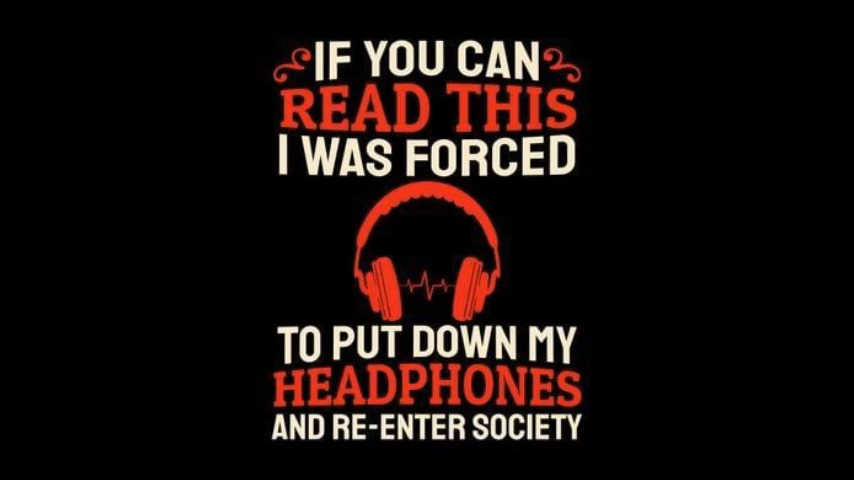 IF YOU CAN
READ THIS
I WAS FORCED
TO PUT DOWN MY
HEADPHONES
AND RE-ENTER SOCIETY